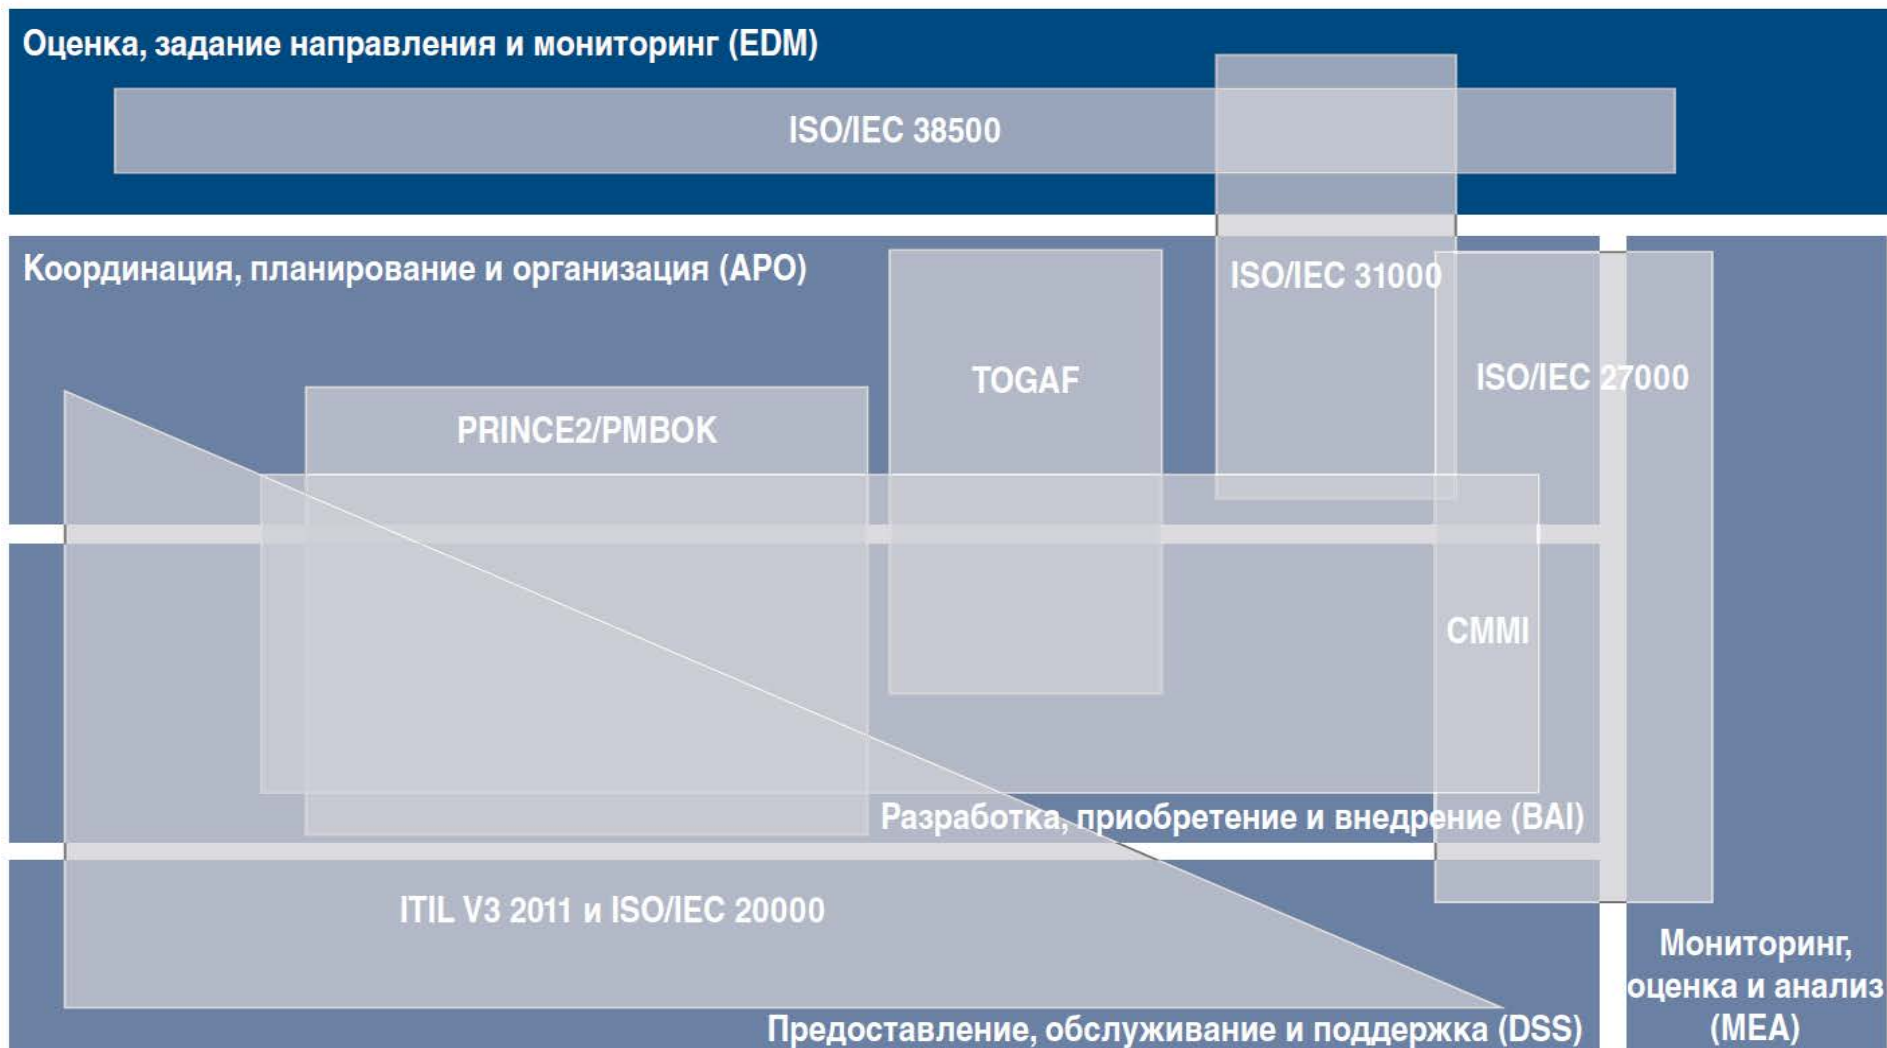 Оценка, задание направления и мониторинг (EDM)
ISO/IEC 38500
Координация, планирование и организация (APO)
ISO/IEC 31000
TOGAF
ISO/IEC 27000
PRINCE2/PMBOK
CMMI
Разработка, приобретение и внедрение (BAI)
ITIL V3 2011 и ISO/IEC 20000
Предоставление, обслуживание и поддержка (DSS)
Мониторинг,
оценка и анализ
(MEA)